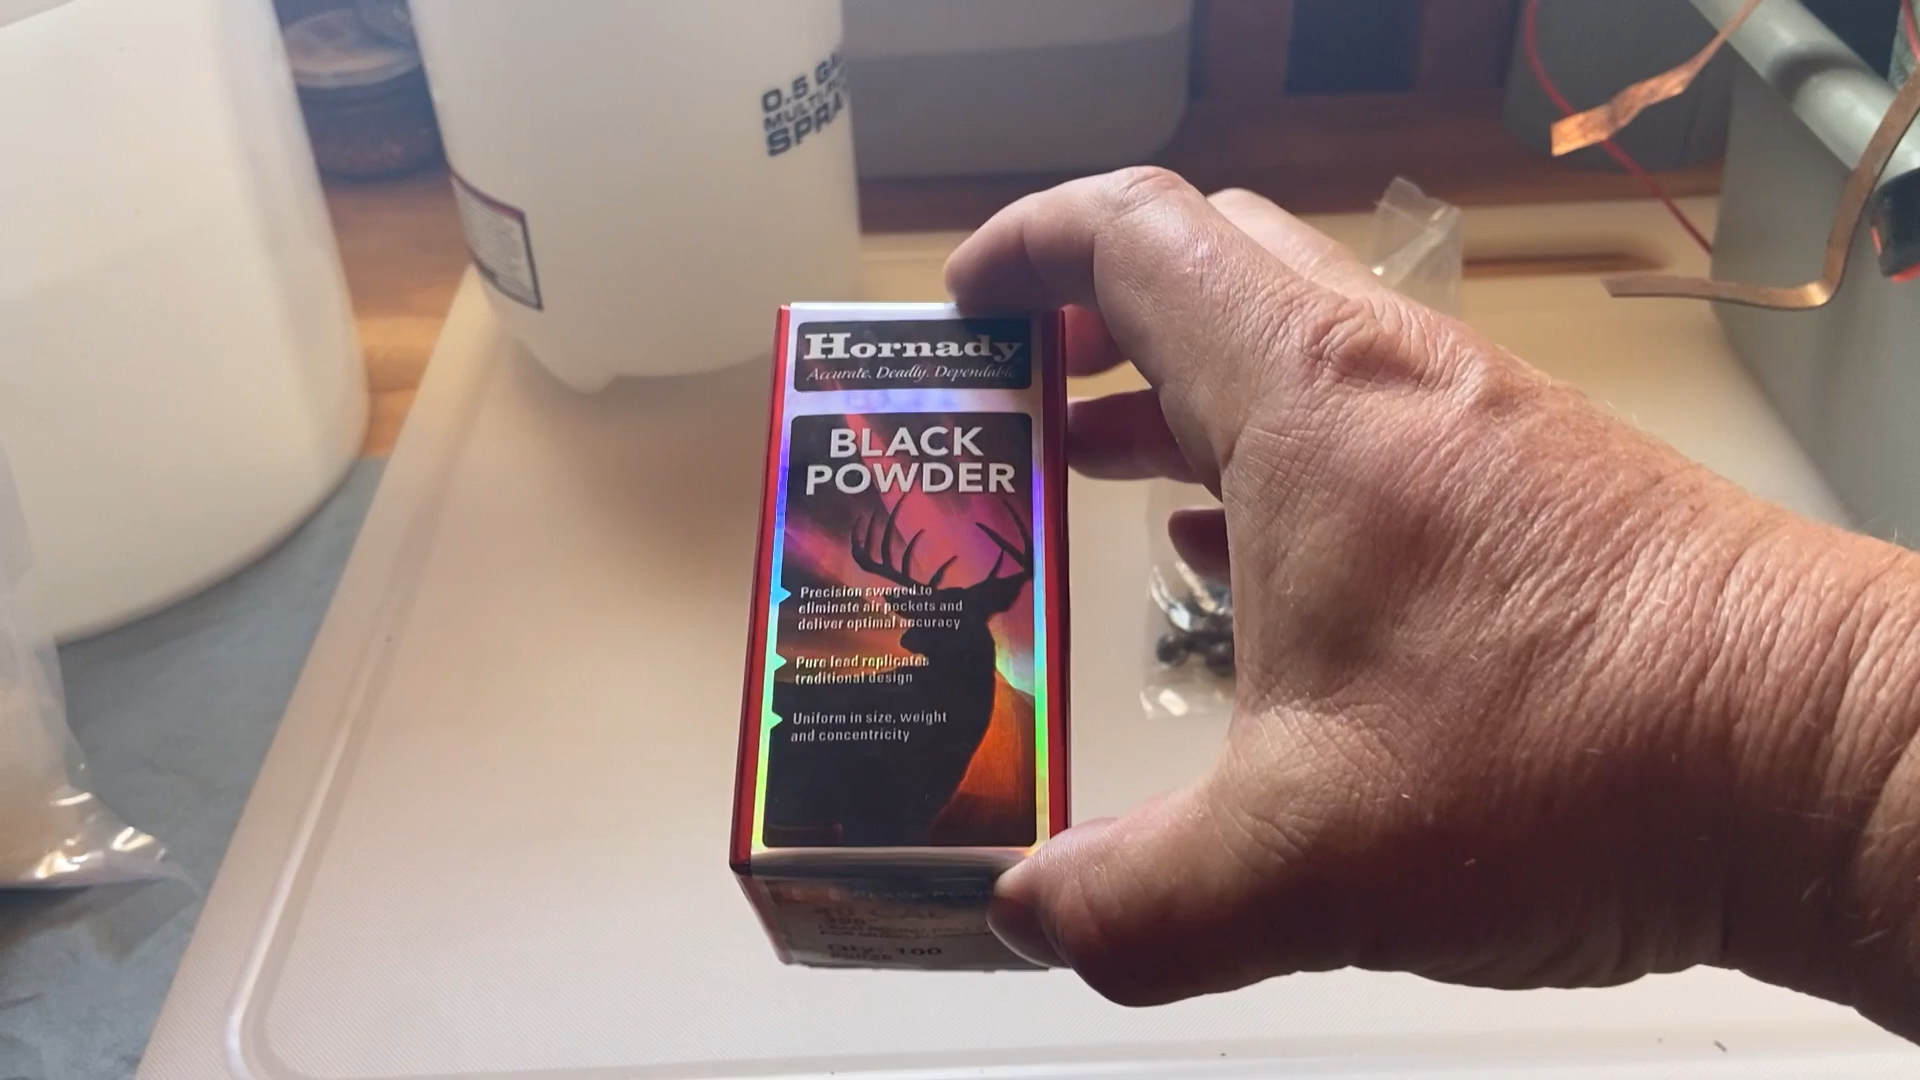 0.5 GA
MULTI
SPRA
Hornady
Accurate. Deadly. Dependable
BLACK
POWDER
Precision swaged to
eliminate air pockets and
deliver optimal accuracy
Pure lead replicates
traditional design
Uniform in size, weight
and concentricity
Qty: 100